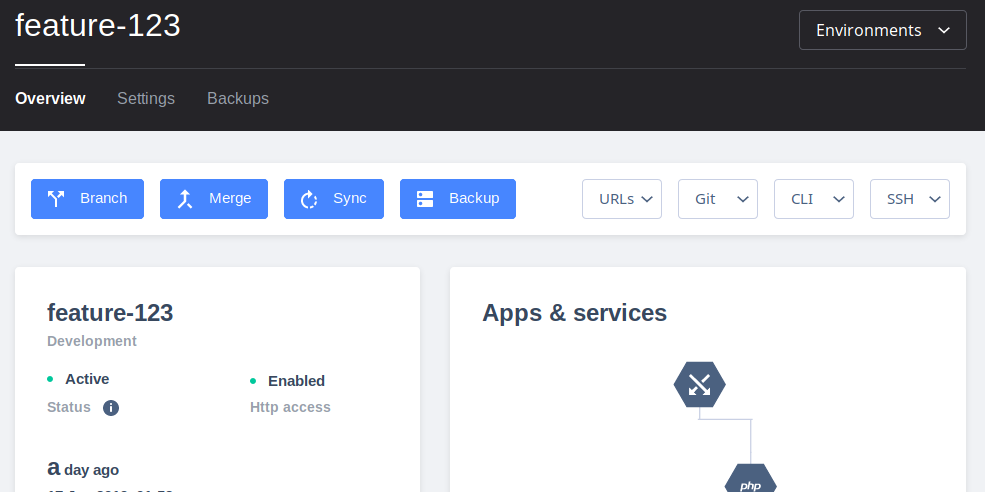 feature-123
Environments
Overview Settings Backups
Branch Merge Sync Backup URLs Git CLI SSH
feature-123
Development
Active Enabled
Status Http access
a day ago
Apps & services
php